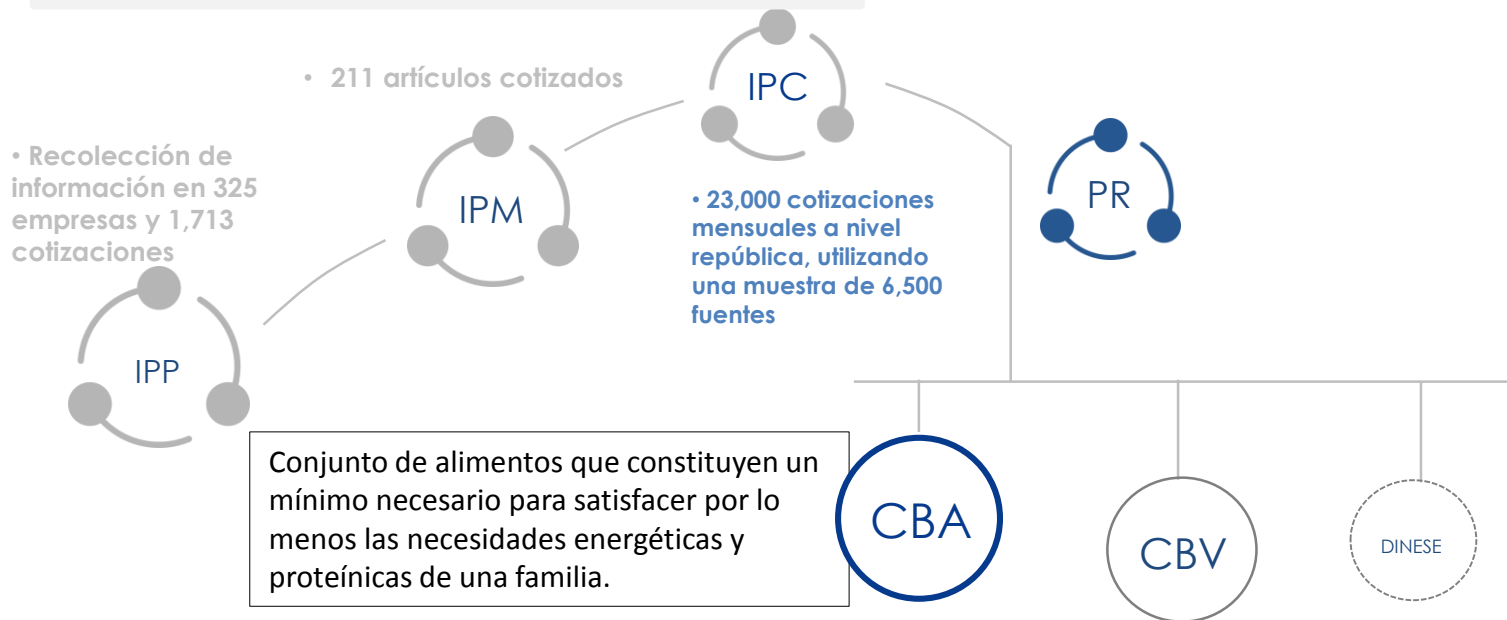 IPC
• 211 artículos cotizados
• Recolección de
información en 325
empresas y 1,713
cotizaciones
IPM
PR
• 23,000 cotizaciones
mensuales a nivel
república, utilizando
una muestra de 6,500
fuentes
IPP
Conjunto de alimentos que constituyen un
mínimo necesario para satisfacer por lo
menos las necesidades energéticas y
proteínicas de una familia.
CBA
CBV
DINESE